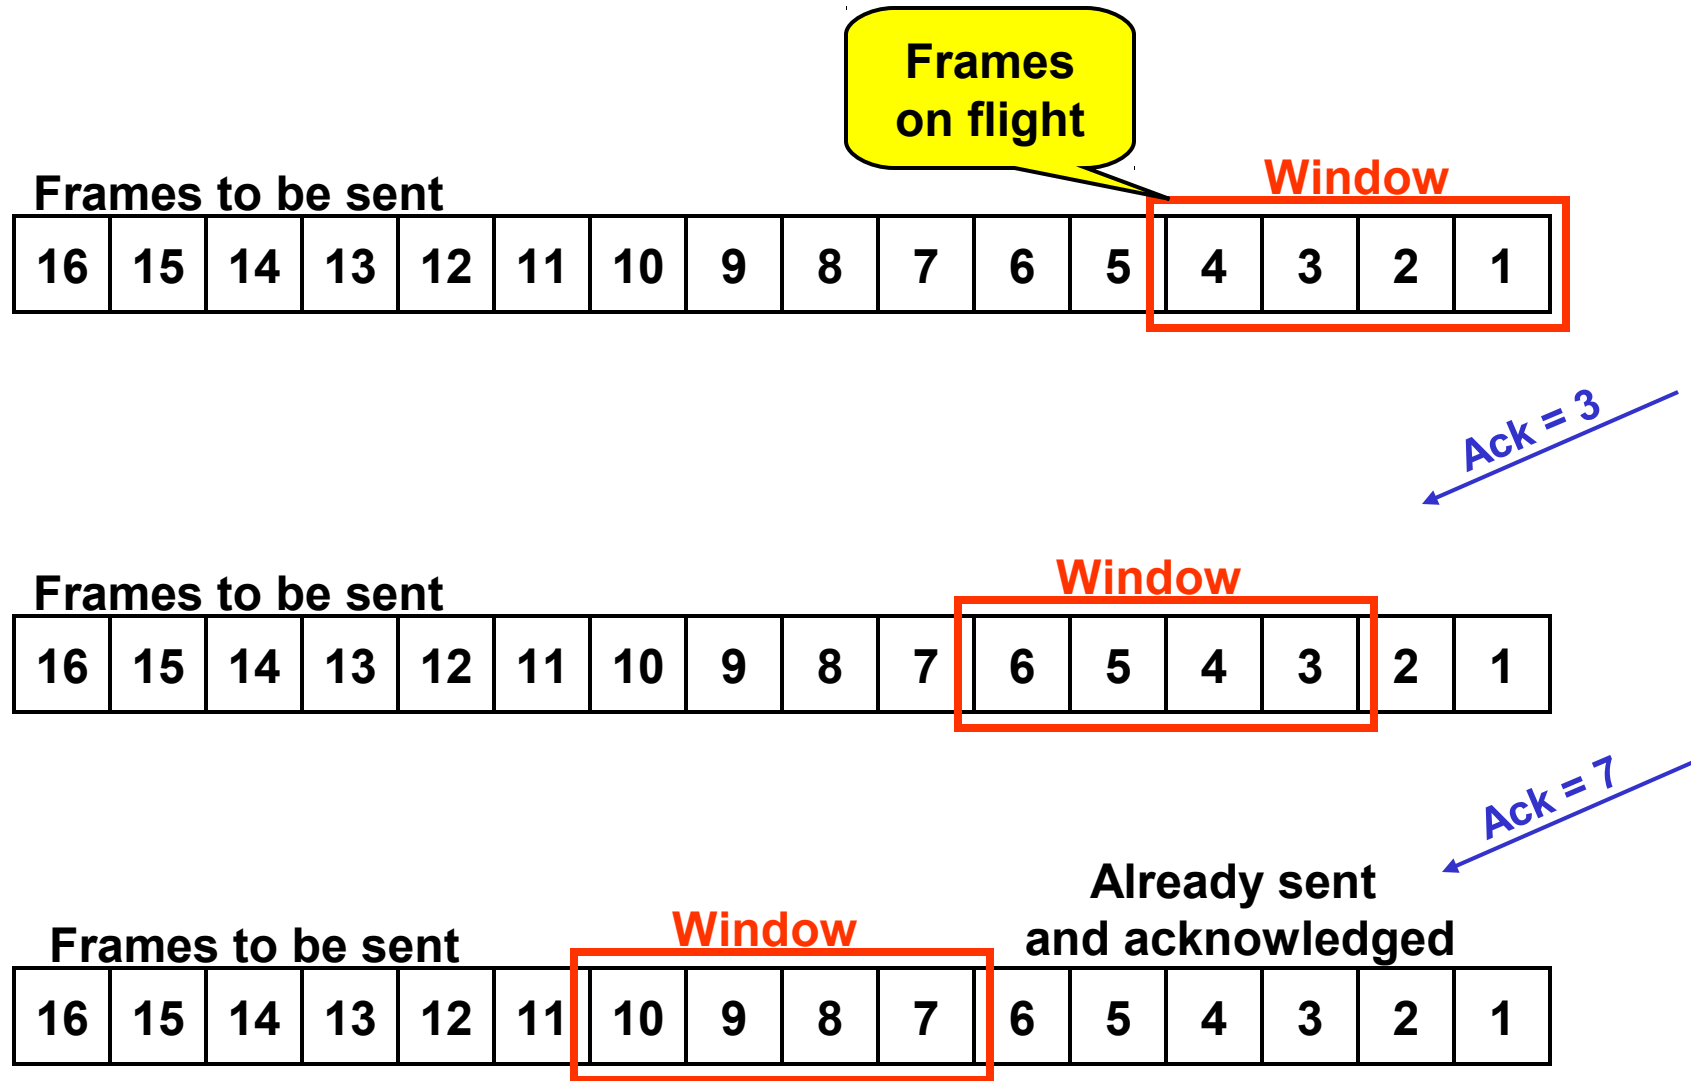 Frames
on flight
Window
Frames to be sent
16 15 14 13 12 11 10 9 8 7 6 5 4 3 2 1
Ack = 3
Window
Frames to be sent
16 15 14 13 12 11 10 9 8 7 6 5 4 3 2 1
Ack = 7
Already sent
and acknowledged
Window
Frames to be sent
16 15 14 13 12 11 10 9 8 7 6 5 4 3 2 1